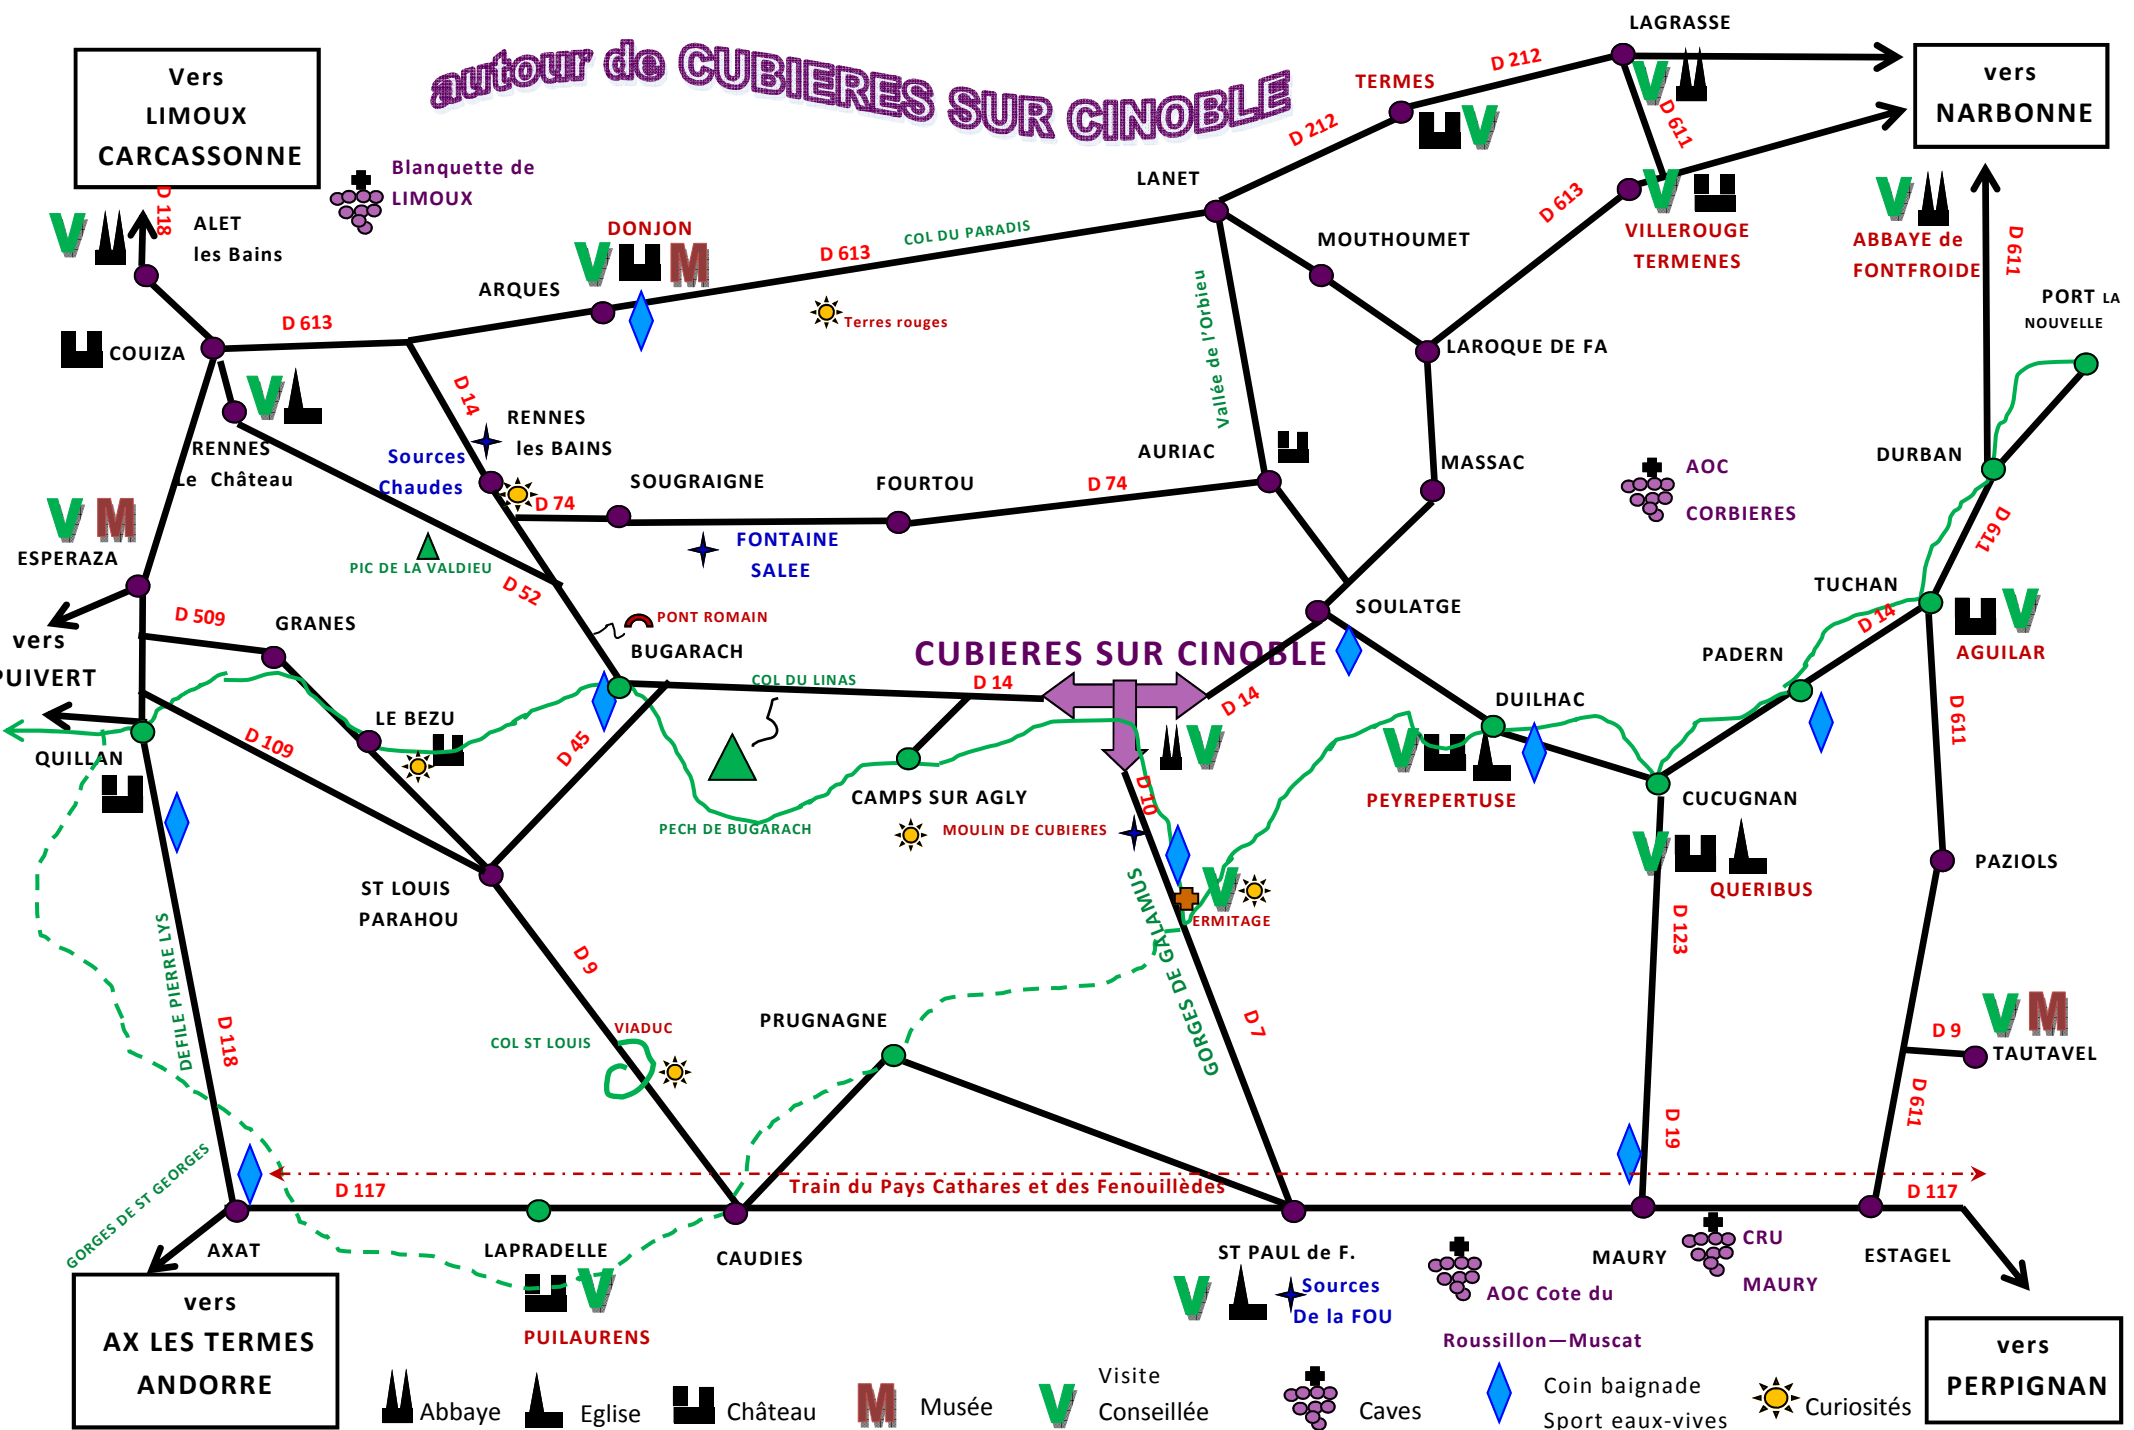 autour de CUBIERES SUR CINOBLE
LAGRASSE
Vers
LIMOUX
CARCASSONNE
vers
NARBONNE
D 212
TERMES
D 212
D 611
Blanquette de
LIMOUX
LANET
D 118
ALET
les Bains
DONJON
COL DU PARADIS
D 613
D 613
MOUTHOUMET
VILLEROUGE
TERMENES
ABBAYE de
FONTFROIDE
D 611
ARQUES
PORT LA
NOUVELLE
D 613
Terres rouges
Vallée de l'Orbieu
COUIZA
LAROQUE DE FA
D 14
RENNES
les BAINS
RENNES
Le Château
Sources
Chaudes
SOUGRAIGNE
FOURTOU
D 74
D 74
AURIAC
MASSAC
AOC
CORBIERES
DURBAN
D 611
ESPERAZA
FONTAINE
SALEE
PIC DE LA VALDIEU
D 52
TUCHAN
D 14
D 509
GRANES
PONT ROMAIN
SOULATGE
vers
PUIVERT
BUGARACH
CUBIERES SUR CINOBLE
PADERN
AGUILAR
COL DU LINAS
D 14
D 14
DUILHAC
D 611
LE BEZU
D 109
D 45
QUILLAN
CAMPS SUR AGLY
D 10
PEYREPERTUSE
CUCUGNAN
PECH DE BUGARACH
MOULIN DE CUBIERES
PAZIOLS
ST LOUIS
PARAHOU
QUERIBUS
ERMITAGE
GORGES DE GALAMUS
DEFILE PIERRE LYS
D 123
D 9
D 118
PRUGNAGNE
VIADUC
COL ST LOUIS
D 7
D 9
TAUTAVEL
D 611
D 19
GORGES DE ST GEORGES
D 117
Train du Pays Cathares et des Fenouillèdes
D 117
AXAT
LAPRADELLE
CAUDIES
ST PAUL de F.
MAURY
CRU
MAURY
ESTAGEL
Sources
De la FOU
AOC Cote du
Roussillon—Muscat
PUILAURENS
vers
AX LES TERMES
ANDORRE
vers
PERPIGNAN
Abbaye
Eglise
Château
M
Musée
V
Visite
Conseillée
Caves
Coin baignade
Sport eaux-vives
Curiosités